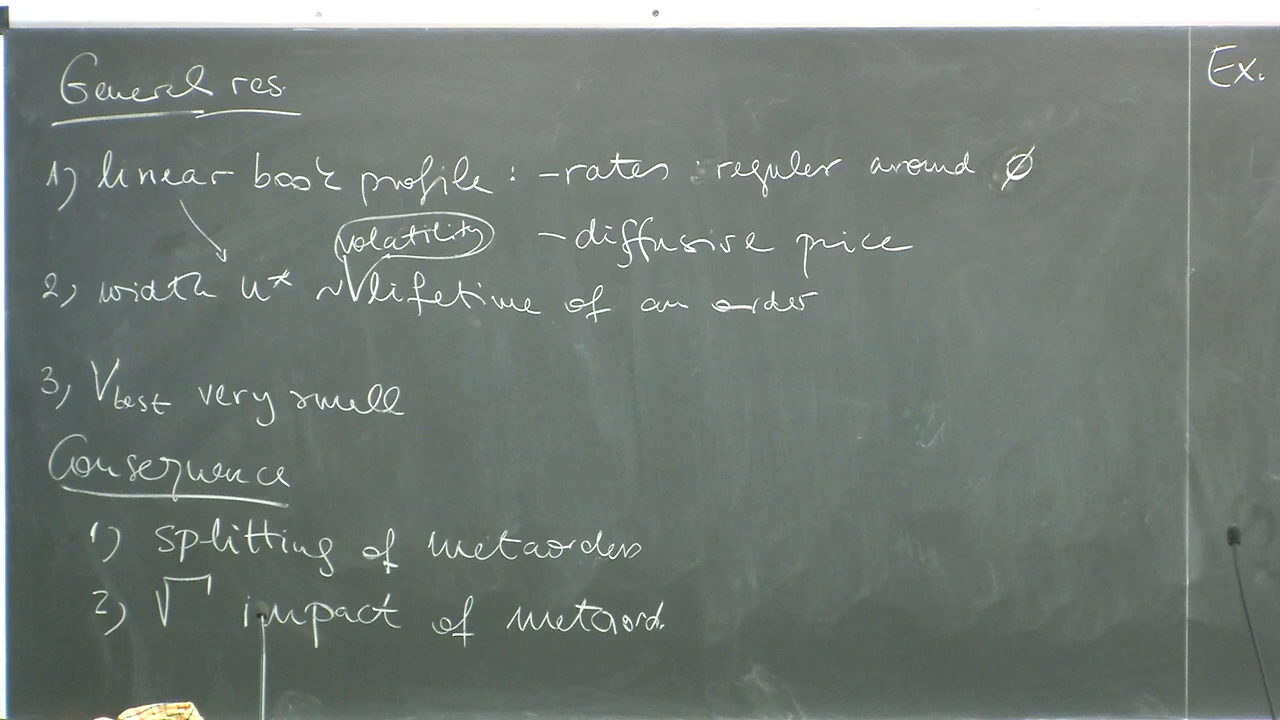 General res.
1) linear book profile : - rates : regular around ∅
volatility - diffusive price
2) width u* ~ √lifetime of an order
3) Vbest very small
Consequence
1) splitting of metaorders
2) √ impact of metaord.
Ex.